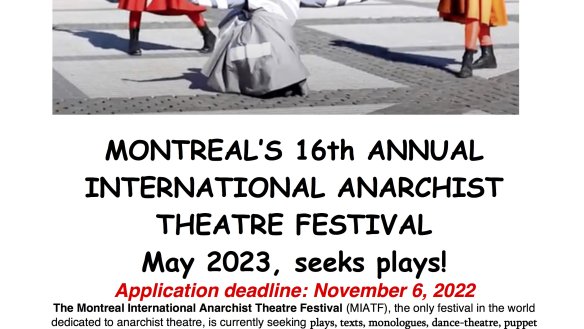 MONTREAL'S 16th ANNUAL
INTERNATIONAL ANARCHIST
THEATRE FESTIVAL
May 2023, seeks plays!
Application deadline: November 6, 2022
The Montreal International Anarchist Theatre Festival (MIATF), the only festival in the world
dedicated to anarchist theatre, is currently seeking plays, texts, monologues, dance-theatre, puppet